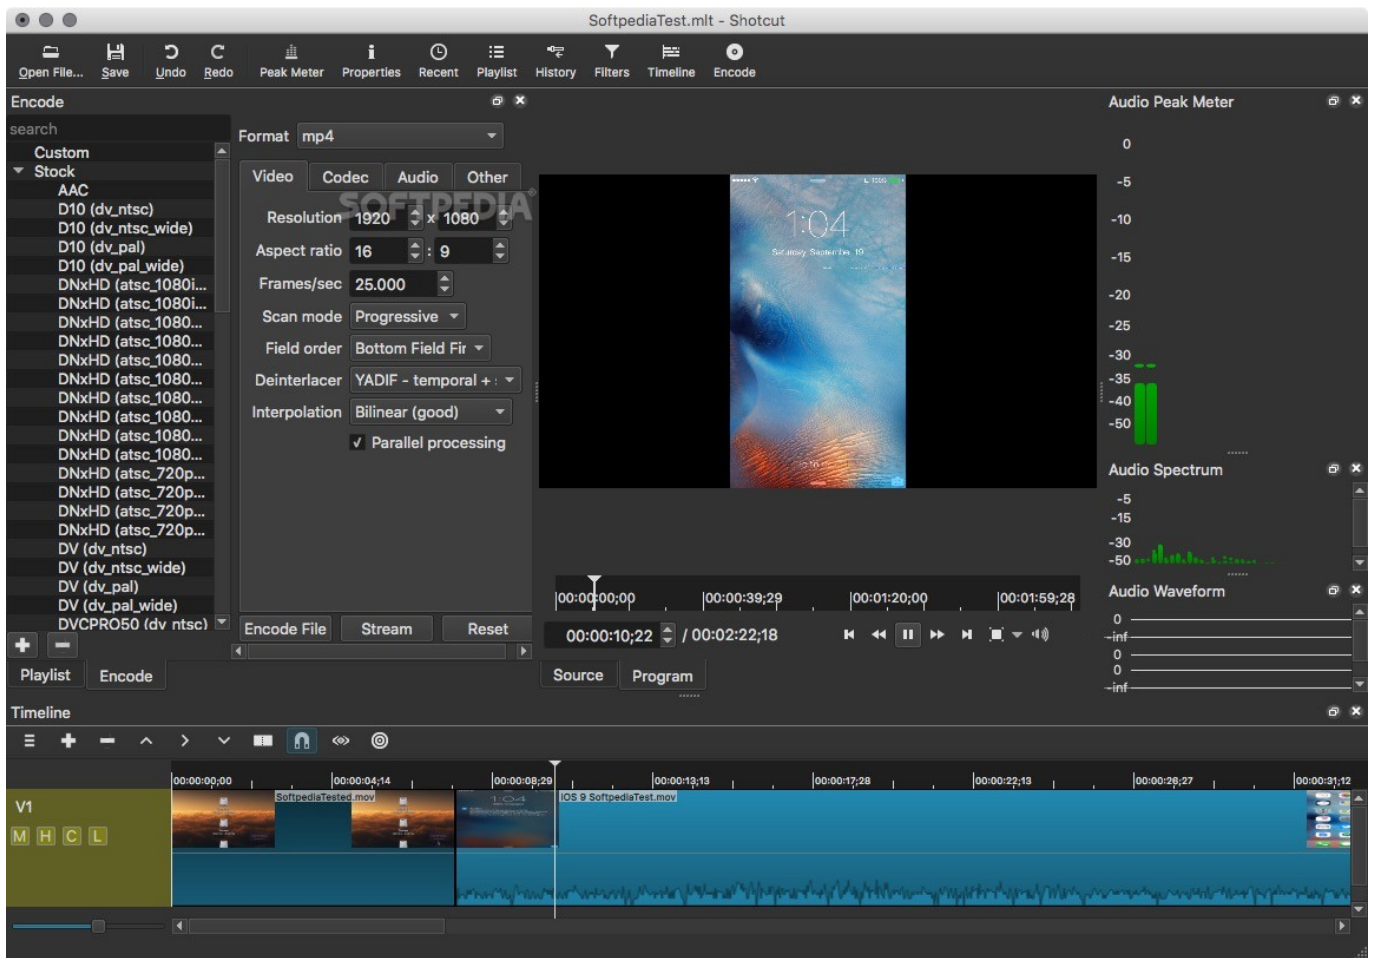 SoftpediaTest.mlt - Shotcut
Open File... Save Undo Redo Peak Meter Properties Recent Playlist History Filters Timeline Encode
Encode
search
Custom
Stock
AAC
D10 (dv_ntsc)
D10 (dv_ntsc_wide)
D10 (dv_pal)
D10 (dv_pal_wide)
DNxHD (atsc_1080i...
DNxHD (atsc_1080i...
DNxHD (atsc_1080...
DNxHD (atsc_1080...
DNxHD (atsc_1080...
DNxHD (atsc_1080...
DNxHD (atsc_1080...
DNxHD (atsc_1080...
DNxHD (atsc_1080...
DNxHD (atsc_1080...
DNxHD (atsc_720p...
DNxHD (atsc_720p...
DNxHD (atsc_720p...
DNxHD (atsc_720p...
DV (dv_ntsc)
DV (dv_ntsc_wide)
DV (dv_pal)
DV (dv_pal_wide)
DVCPRO50 (dv_ntsc)
Playlist Encode
Format mp4
Video Codec Audio Other
SOFTPEDIA®
Resolution 1920 x 1080
Aspect ratio 16 : 9
Frames/sec 25.000
Scan mode Progressive
Field order Bottom Field Fir
Deinterlacer YADIF - temporal + s
Interpolation Bilinear (good)
Parallel processing
Encode File Stream Reset
1:04
Saturday, September 19
00:00:00;00 00:00:39;29 00:01:20;00 00:01:59;28
00:00:10;22 / 00:02:22;18
Source Program
Audio Peak Meter
0
-5
-10
-15
-20
-25
-30
-35
-40
-50
Audio Spectrum
-5
-15
-30
-50
Audio Waveform
0
-inf
0
0
-inf
Timeline
00:00:00;00 00:00:04;14 00:00:08;29 00:00:13;13 00:00:17;28 00:00:22;13 00:00:26;27 00:00:31;12
V1
M H C L
SoftpediaTested.mov
1:04
iOS 9 SoftpediaTest.mov